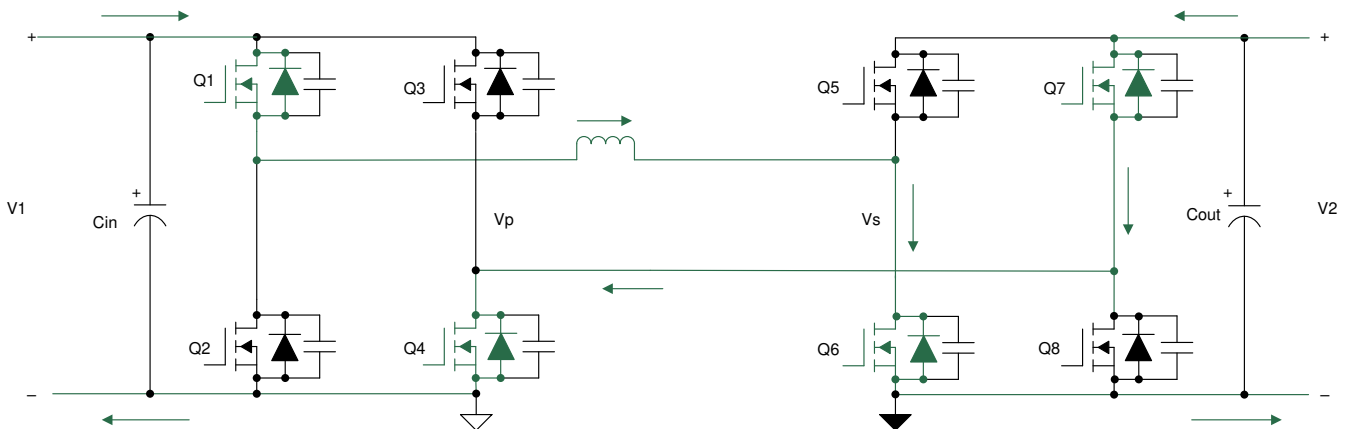 +
+
Q1
Q3
Q5
Q7
V1
+
Cin
Vp
Vs
+
Cout
V2
Q2
Q4
Q6
Q8
–
–